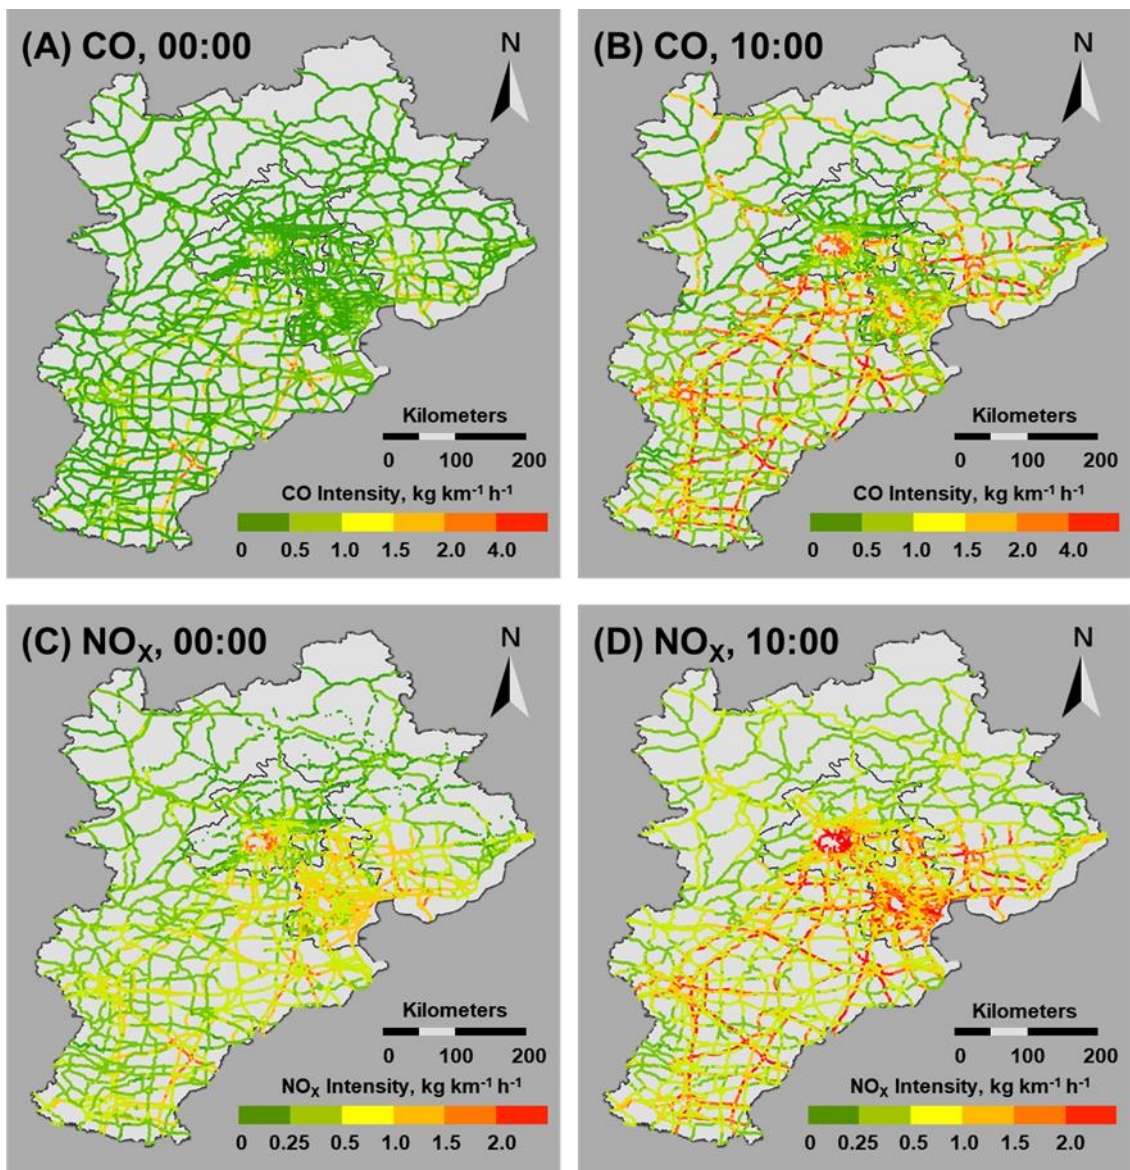 (A) CO, 00:00
N
Kilometers
0 100 200
CO Intensity, kg km⁻¹ h⁻¹
0 0.5 1.0 1.5 2.0 4.0
(B) CO, 10:00
N
Kilometers
0 100 200
CO Intensity, kg km⁻¹ h⁻¹
0 0.5 1.0 1.5 2.0 4.0
(C) NOₓ, 00:00
N
Kilometers
0 100 200
NOₓ Intensity, kg km⁻¹ h⁻¹
0 0.25 0.5 1.0 1.5 2.0
(D) NOₓ, 10:00
N
Kilometers
0 100 200
NOₓ Intensity, kg km⁻¹ h⁻¹
0 0.25 0.5 1.0 1.5 2.0